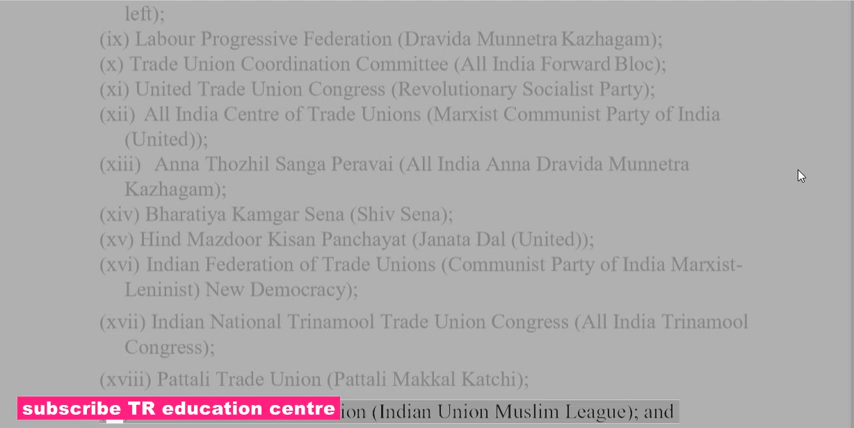 left);
(ix) Labour Progressive Federation (Dravida Munnetra Kazhagam);
(x) Trade Union Coordination Committee (All India Forward Bloc);
(xi) United Trade Union Congress (Revolutionary Socialist Party);
(xii) All India Centre of Trade Unions (Marxist Communist Party of India
(United));
(xiii) Anna Thozhil Sanga Peravai (All India Anna Dravida Munnetra
Kazhagam);
(xiv) Bharatiya Kamgar Sena (Shiv Sena);
(xv) Hind Mazdoor Kisan Panchayat (Janata Dal (United));
(xvi) Indian Federation of Trade Unions (Communist Party of India Marxist-
Leninist) New Democracy);
(xvii) Indian National Trinamool Trade Union Congress (All India Trinamool
Congress);
(xviii) Pattali Trade Union (Pattali Makkal Katchi);
subscribe TR education centre ion (Indian Union Muslim League); and